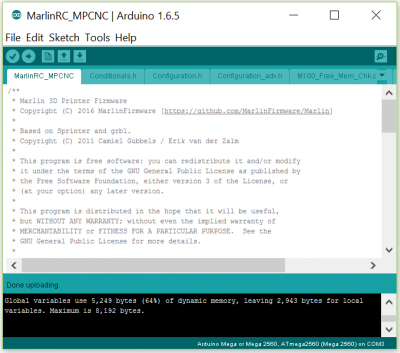 MarlinRC_MPCNC | Arduino 1.6.5
File Edit Sketch Tools Help
MarlinRC_MPCNC Conditionals.h Configuration.h Configuration_adv.h M100_Free_Mem_Chk.c
/**
* Marlin 3D Printer Firmware
* Copyright (C) 2016 MarlinFirmware [https://github.com/MarlinFirmware/Marlin]
*
* Based on Sprinter and grbl.
* Copyright (C) 2011 Camiel Gubbels / Erik van der Zalm
*
* This program is free software: you can redistribute it and/or modify
* it under the terms of the GNU General Public License as published by
* the Free Software Foundation, either version 3 of the License, or
* (at your option) any later version.
*
* This program is distributed in the hope that it will be useful,
* but WITHOUT ANY WARRANTY; without even the implied warranty of
* MERCHANTABILITY or FITNESS FOR A PARTICULAR PURPOSE.  See the
* GNU General Public License for more details.
*
Done uploading.
Global variables use 5,249 bytes (64%) of dynamic memory, leaving 2,943 bytes for local
variables. Maximum is 8,192 bytes.
Arduino Mega or Mega 2560, ATmega2560 (Mega 2560) on COM3